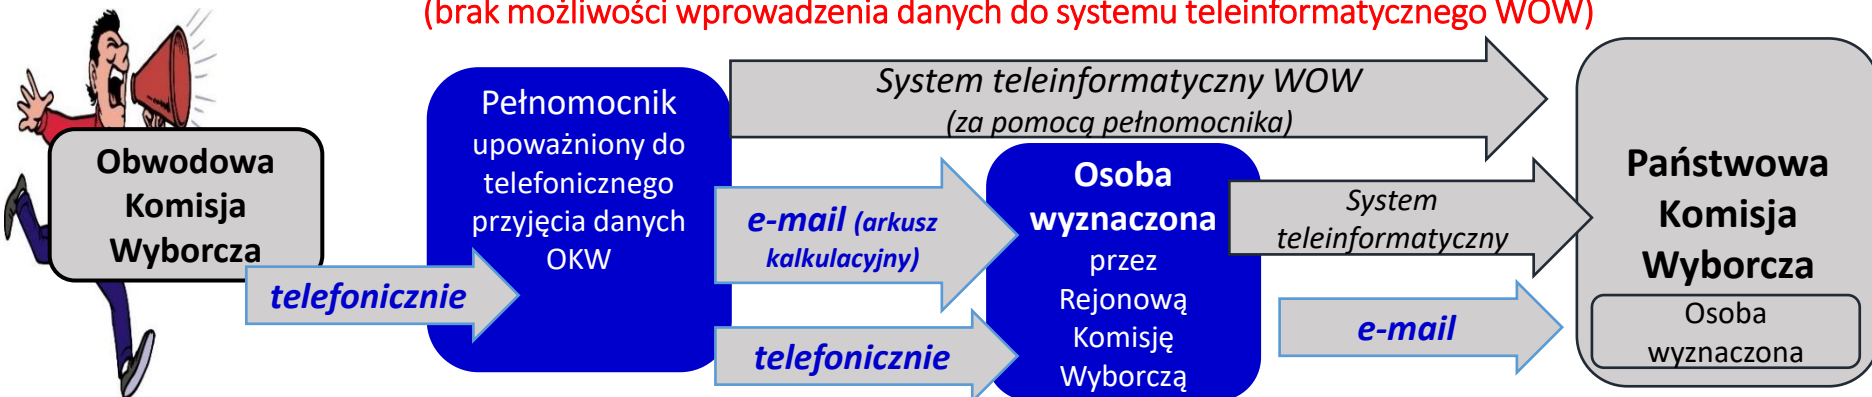 (brak możliwości wprowadzenia danych do systemu teleinformatycznego WOW)
Obwodowa
Komisja
Wyborcza
telefonicznie
Pełnomocnik
upoważniony do
telefonicznego
przyjęcia danych
OKW
System teleinformatyczny WOW
(za pomocą pełnomocnika)
e-mail (arkusz
kalkulacyjny)
telefonicznie
Osoba
wyznaczona
przez
Rejonową
Komisję
Wyborczą
System
teleinformatyczny
e-mail
Państwowa
Komisja
Wyborcza
Osoba
wyznaczona